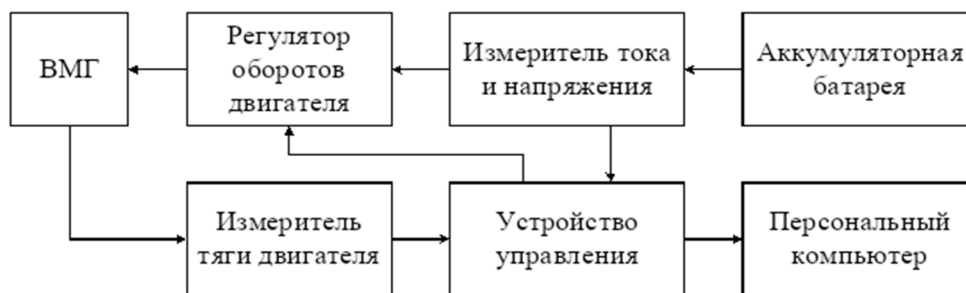 ВМГ
Регулятор
оборотов
двигателя
Измеритель тока
и напряжения
Аккумуляторная
батарея
Измеритель
тяги двигателя
Устройство
управления
Персональный
компьютер